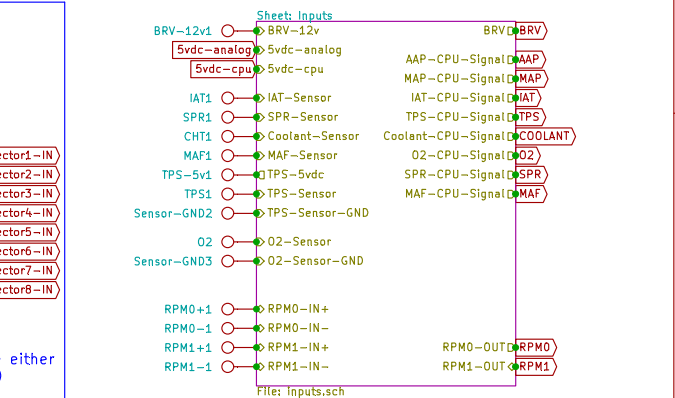 Sheet: Inputs
BRV-12v1 BRV-12v BRV BRV
5vdc-analog 5vdc-analog
AAP-CPU-Signal AAP
5vdc-cpu 5vdc-cpu
MAP-CPU-Signal MAP
IAT1 IAT-Sensor IAT-CPU-Signal IAT
SPR1 SPR-Sensor TPS-CPU-Signal TPS
CHT1 Coolant-Sensor Coolant-CPU-Signal COOLANT
ector1-IN MAF1 MAF-Sensor O2-CPU-Signal O2
ector2-IN TPS-5v1 TPS-5vdc SPR-CPU-Signal SPR
ector3-IN TPS1 TPS-Sensor MAF-CPU-Signal MAF
ector4-IN Sensor-GND2 TPS-Sensor-GND
ector5-IN
O2 O2-Sensor
ector6-IN
Sensor-GND3 O2-Sensor-GND
ector7-IN
ector8-IN
RPM0+1 RPM0-IN+
RPM0-1 RPM0-IN-
RPM1+1 RPM1-IN+ RPM0-OUT RPM0
either
RPM1-1 RPM1-IN- RPM1-OUT RPM1
)
File: inputs.sch